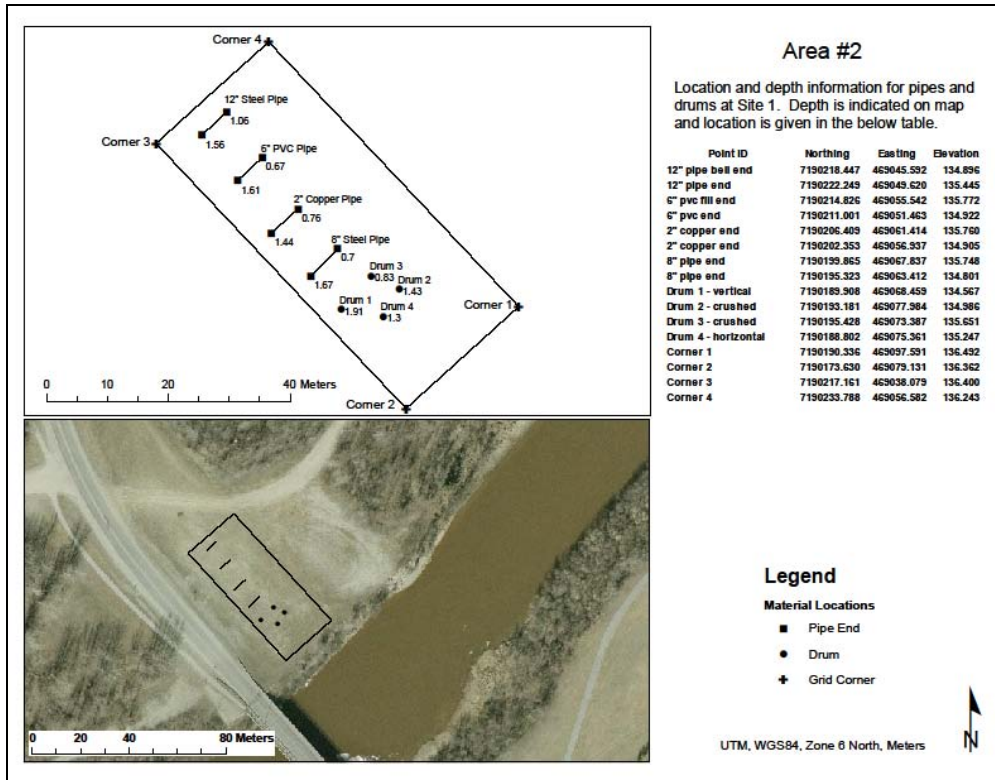 Corner 4
12" Steel Pipe
1.06
1.56
Corner 3
6" PVC Pipe
0.67
1.61
2" Copper Pipe
0.76
1.44
8" Steel Pipe
0.7
1.67
Drum 3
0.83
Drum 2
1.43
Drum 1
1.91
Drum 4
1.3
Corner 1
Corner 2
0 20 40 Meters
0 20 40 60 80 Meters
Area #2
Location and depth information for pipes and
drums at Site 1. Depth is indicated on map
and location is given in the below table.
Point ID Northing Easting Elevation
12" pipe bell end 7190218.447 469045.592 134.896
12" pipe end 7190222.249 469049.620 135.445
6" pvc fill end 7190214.826 469055.542 135.772
6" pvc end 7190211.001 469051.463 134.922
2" copper end 7190206.409 469061.414 135.760
2" copper end 7190202.353 469056.937 134.905
8" pipe end 7190199.865 469067.837 135.748
8" pipe end 7190195.323 469063.412 134.801
Drum 1 - vertical 7190189.908 469068.459 134.567
Drum 2 - crushed 7190193.181 469077.984 134.986
Drum 3 - crushed 7190195.428 469073.387 135.651
Drum 4 - horizontal 7190188.802 469075.361 135.247
Corner 1 7190190.336 469097.591 136.492
Corner 2 7190173.630 469079.131 136.362
Corner 3 7190217.161 469038.079 136.400
Corner 4 7190233.788 469056.582 136.243
Legend
Material Locations
Pipe End
Drum
Grid Corner
UTM, WGS84, Zone 6 North, Meters
N